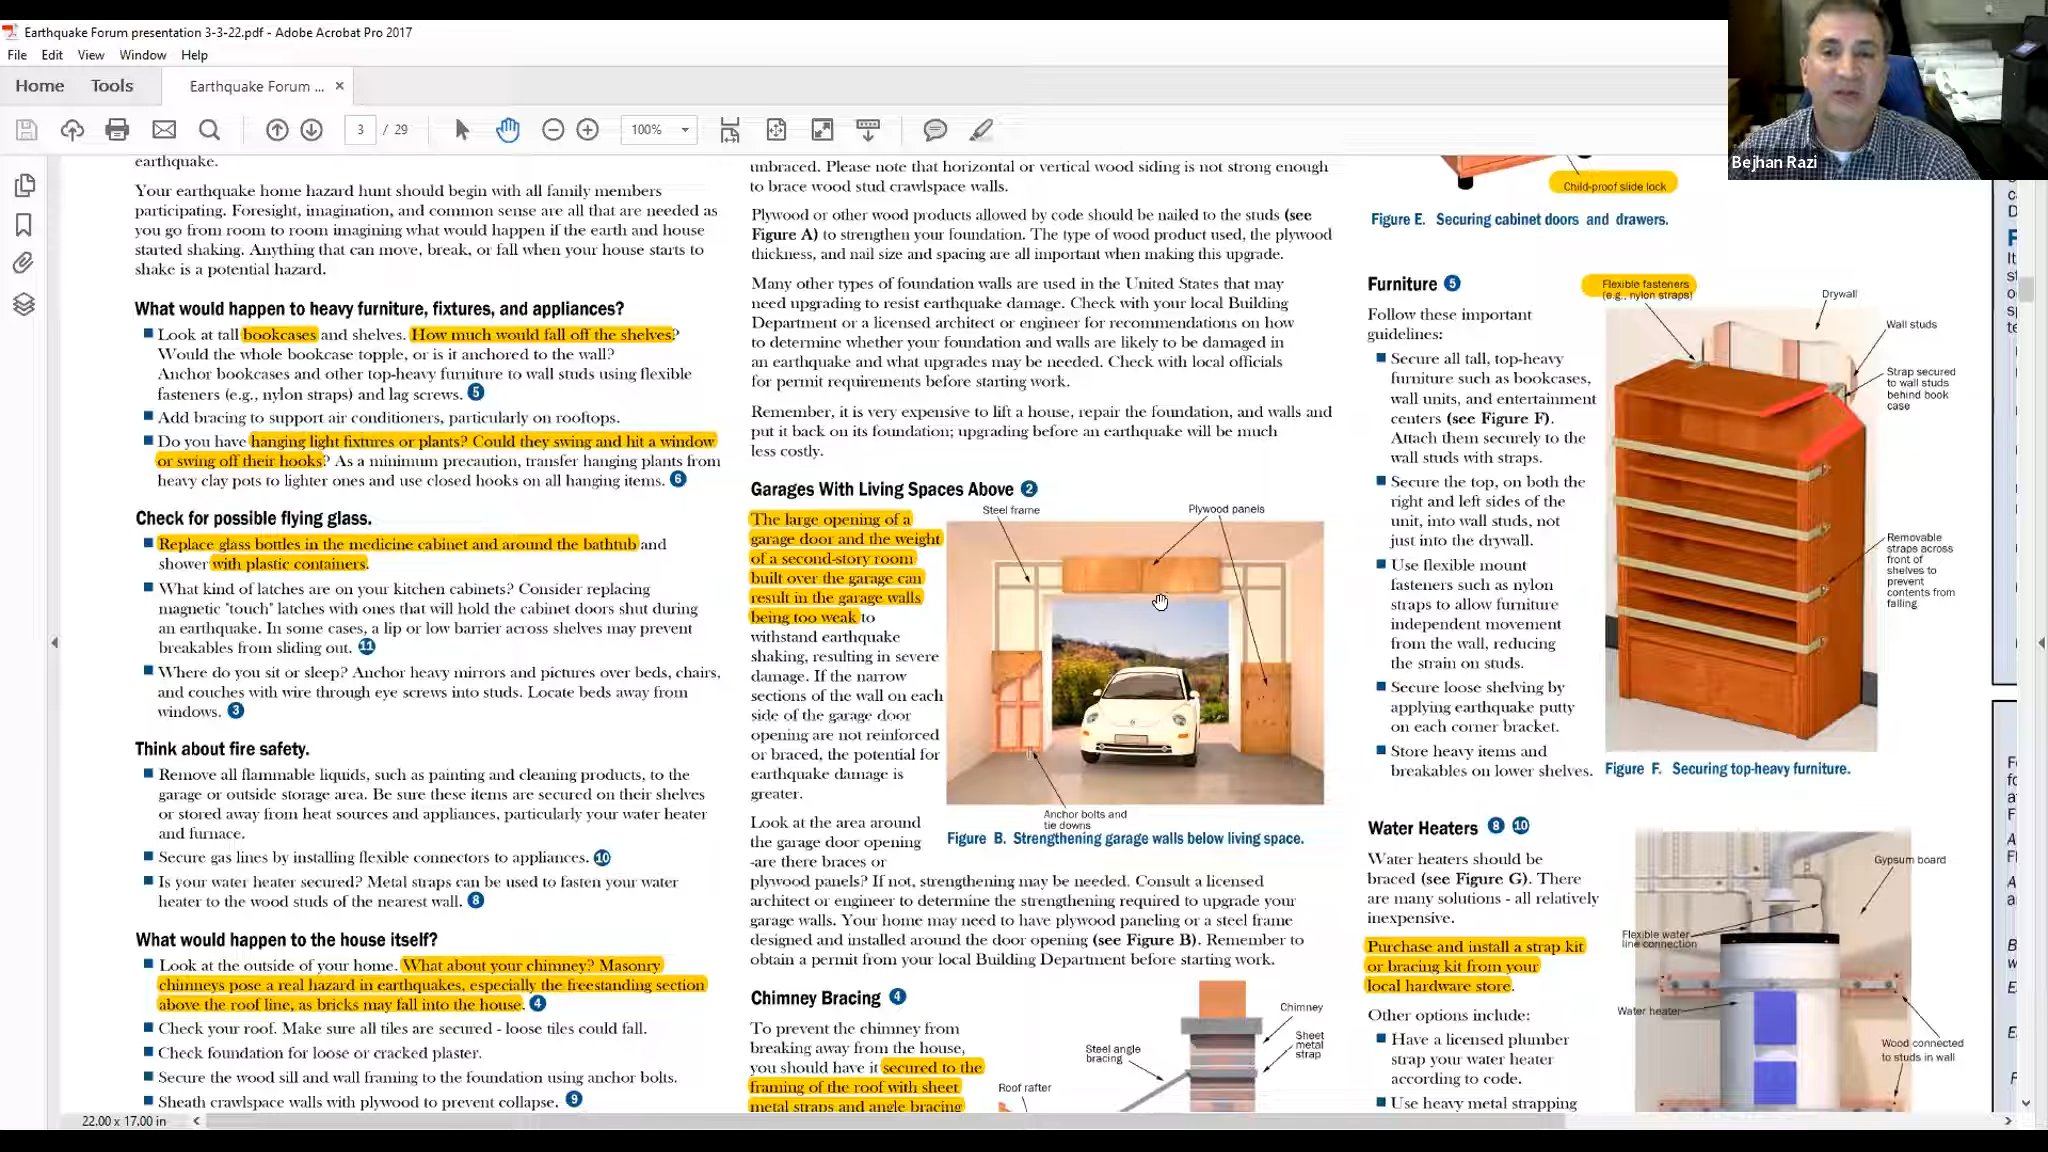 Earthquake Forum presentation 3-3-22.pdf - Adobe Acrobat Pro 2017
File Edit View Window Help
Home Tools Earthquake Forum ... ×
3 / 29 100%
Bejhan Razi
earthquake.
Your earthquake home hazard hunt should begin with all family members
participating. Foresight, imagination, and common sense are all that are needed as
you go from room to room imagining what would happen if the earth and house
started shaking. Anything that can move, break, or fall when your house starts to
shake is a potential hazard.
What would happen to heavy furniture, fixtures, and appliances?
Look at tall bookcases and shelves. How much would fall off the shelves?
Would the whole bookcase topple, or is it anchored to the wall?
Anchor bookcases and other top-heavy furniture to wall studs using flexible
fasteners (e.g., nylon straps) and lag screws. 5
Add bracing to support air conditioners, particularly on rooftops.
Do you have hanging light fixtures or plants? Could they swing and hit a window
or swing off their hooks? As a minimum precaution, transfer hanging plants from
heavy clay pots to lighter ones and use closed hooks on all hanging items. 6
Check for possible flying glass.
Replace glass bottles in the medicine cabinet and around the bathtub and
shower with plastic containers.
What kind of latches are on your kitchen cabinets? Consider replacing
magnetic "touch" latches with ones that will hold the cabinet doors shut during
an earthquake. In some cases, a lip or low barrier across shelves may prevent
breakables from sliding out. 11
Where do you sit or sleep? Anchor heavy mirrors and pictures over beds, chairs,
and couches with wire through eye screws into studs. Locate beds away from
windows. 3
Think about fire safety.
Remove all flammable liquids, such as painting and cleaning products, to the
garage or outside storage area. Be sure these items are secured on their shelves
or stored away from heat sources and appliances, particularly your water heater
and furnace.
Secure gas lines by installing flexible connectors to appliances. 10
Is your water heater secured? Metal straps can be used to fasten your water
heater to the wood studs of the nearest wall. 8
What would happen to the house itself?
Look at the outside of your home. What about your chimney? Masonry
chimneys pose a real hazard in earthquakes, especially the freestanding section
above the roof line, as bricks may fall into the house. 4
Check your roof. Make sure all tiles are secured - loose tiles could fall.
Check foundation for loose or cracked plaster.
Secure the wood sill and wall framing to the foundation using anchor bolts.
Sheath crawlspace walls with plywood to prevent collapse. 9
unbraced. Please note that horizontal or vertical wood siding is not strong enough
to brace wood stud crawlspace walls.
Plywood or other wood products allowed by code should be nailed to the studs (see
Figure A) to strengthen your foundation. The type of wood product used, the plywood
thickness, and nail size and spacing are all important when making this upgrade.
Many other types of foundation walls are used in the United States that may
need upgrading to resist earthquake damage. Check with your local Building
Department or a licensed architect or engineer for recommendations on how
to determine whether your foundation and walls are likely to be damaged in
an earthquake and what upgrades may be needed. Check with local officials
for permit requirements before starting work.
Remember, it is very expensive to lift a house, repair the foundation, and walls and
put it back on its foundation; upgrading before an earthquake will be much
less costly.
Garages With Living Spaces Above 2
The large opening of a
garage door and the weight
of a second-story room
built over the garage can
result in the garage walls
being too weak to
withstand earthquake
shaking, resulting in severe
damage. If the narrow
sections of the wall on each
side of the garage door
opening are not reinforced
or braced, the potential for
earthquake damage is
greater.
Steel frame
Plywood panels
Anchor bolts and
tie downs
Figure B. Strengthening garage walls below living space.
Look at the area around
the garage door opening
-are there braces or
plywood panels? If not, strengthening may be needed. Consult a licensed
architect or engineer to determine the strengthening required to upgrade your
garage walls. Your home may need to have plywood paneling or a steel frame
designed and installed around the door opening (see Figure B). Remember to
obtain a permit from your local Building Department before starting work.
Chimney Bracing 4
To prevent the chimney from
breaking away from the house,
you should have it secured to the
framing of the roof with sheet
metal straps and angle bracing
Chimney
Sheet
metal
strap
Steel angle
bracing
Roof rafter
Child-proof slide lock
Figure E. Securing cabinet doors and drawers.
Furniture 5
Follow these important
guidelines:
Secure all tall, top-heavy
furniture such as bookcases,
wall units, and entertainment
centers (see Figure F).
Attach them securely to the
wall studs with straps.
Secure the top, on both the
right and left sides of the
unit, into wall studs, not
just into the drywall.
Use flexible mount
fasteners such as nylon
straps to allow furniture
independent movement
from the wall, reducing
the strain on studs.
Secure loose shelving by
applying earthquake putty
on each corner bracket.
Store heavy items and
breakables on lower shelves.
Flexible fasteners
(e.g., nylon straps)
Drywall
Wall studs
Strap secured
to wall studs
behind book
case
Removable
straps across
front of
shelves to
prevent
contents from
falling
Figure F. Securing top-heavy furniture.
Water Heaters 8 10
Water heaters should be
braced (see Figure G). There
are many solutions - all relatively
inexpensive.
Purchase and install a strap kit
or bracing kit from your
local hardware store.
Other options include:
Have a licensed plumber
strap your water heater
according to code.
Use heavy metal strapping
Gypsum board
Flexible water
line connection
Water heater
Wood connected
to studs in wall
22.00 x 17.00 in